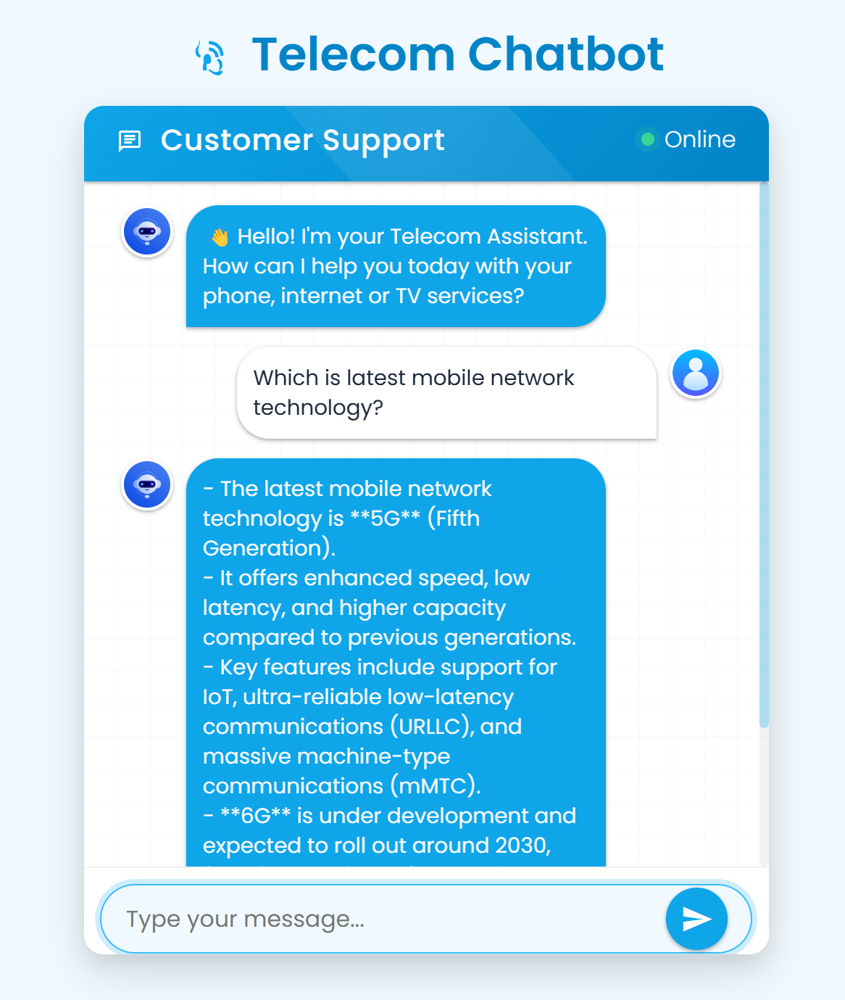 Telecom Chatbot
Customer Support
Online
👋 Hello! I'm your Telecom Assistant.
How can I help you today with your
phone, internet or TV services?
Which is latest mobile network
technology?
- The latest mobile network
technology is **5G** (Fifth
Generation).
- It offers enhanced speed, low
latency, and higher capacity
compared to previous generations.
- Key features include support for
IoT, ultra-reliable low-latency
communications (URLLC), and
massive machine-type
communications (mMTC).
- **6G** is under development and
expected to roll out around 2030,
Type your message...